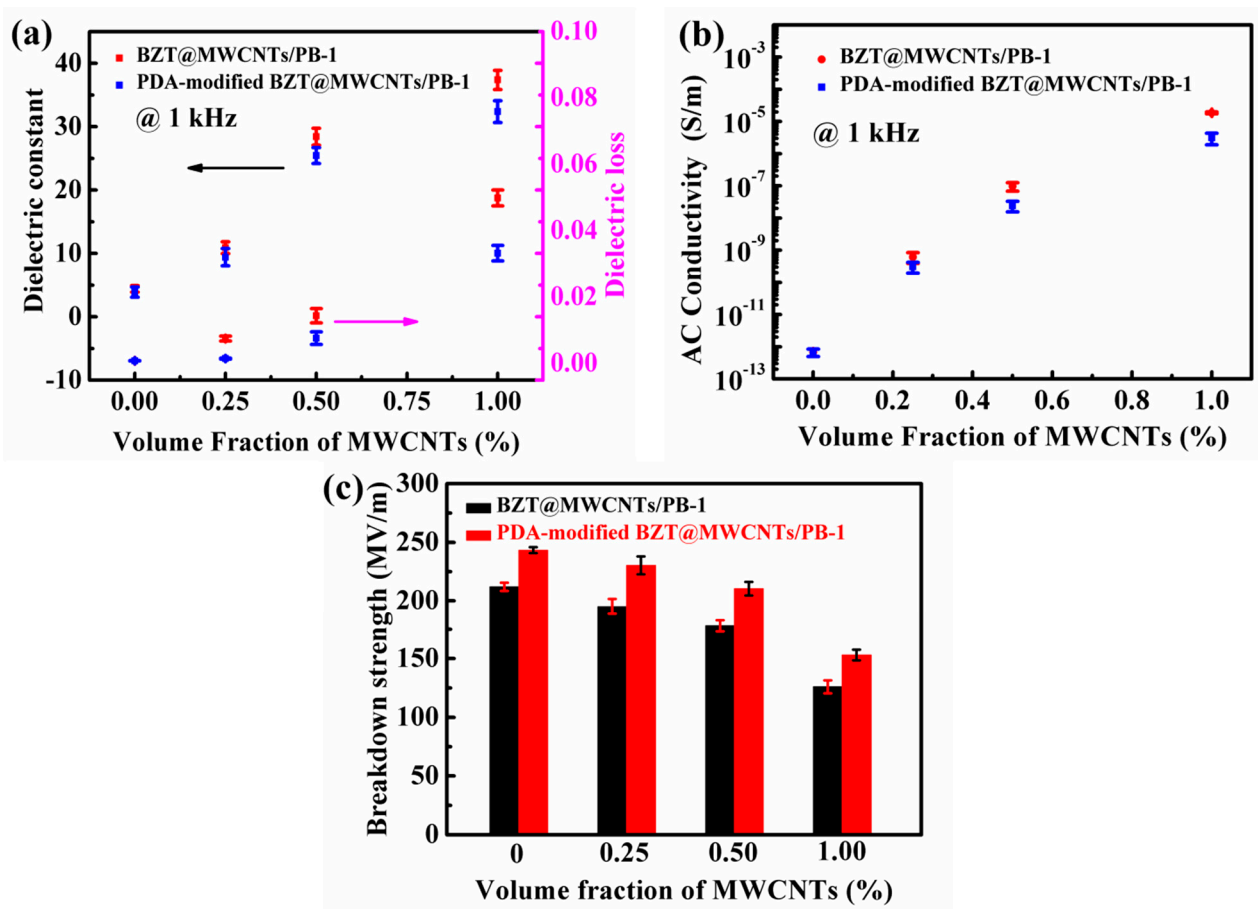 (a)
BZT@MWCNTs/PB-1
PDA-modified BZT@MWCNTs/PB-1
@ 1 kHz
Dielectric constant
40
30
20
10
0
-10
0.00 0.25 0.50 0.75 1.00
Volume Fraction of MWCNTs (%)
0.10
0.08
0.06
0.04
0.02
0.00
Dielectric loss
(b)
BZT@MWCNTs/PB-1
PDA-modified BZT@MWCNTs/PB-1
@ 1 kHz
AC Conductivity (S/m)
10⁻³
10⁻⁵
10⁻⁷
10⁻⁹
10⁻¹¹
10⁻¹³
0.0 0.2 0.4 0.6 0.8 1.0
Volume Fraction of MWCNTs (%)
(c)
BZT@MWCNTs/PB-1
PDA-modified BZT@MWCNTs/PB-1
Breakdown strength (MV/m)
300
250
200
150
100
50
0
0 0.25 0.50 1.00
Volume fraction of MWCNTs (%)